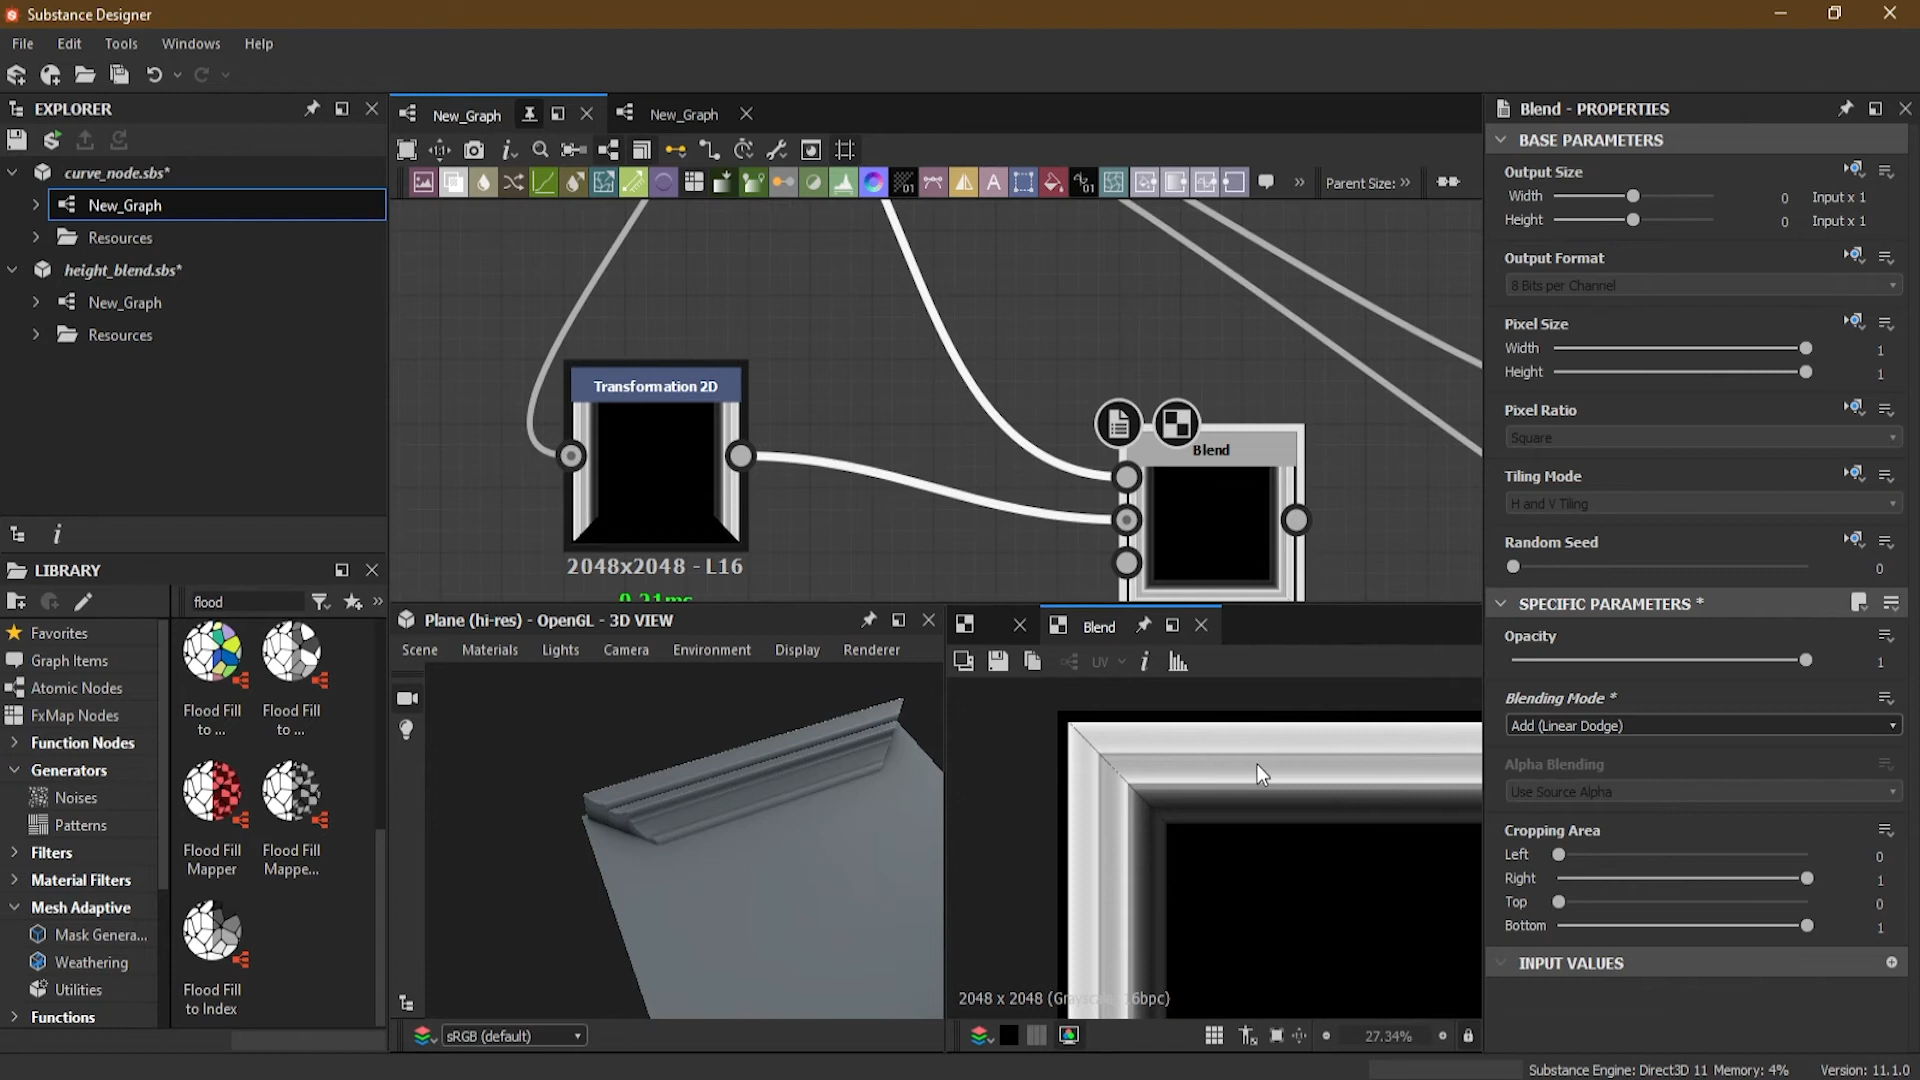 Substance Designer
File Edit Tools Windows Help
EXPLORER
curve_node.sbs*
New_Graph
Resources
height_blend.sbs*
New_Graph
Resources
New_Graph
New_Graph
Parent Size:
Transformation 2D
2048x2048 - L16
0.21ms
Blend
LIBRARY
flood
Favorites
Graph Items
Atomic Nodes
FxMap Nodes
Function Nodes
Generators
Noises
Patterns
Filters
Material Filters
Mesh Adaptive
Mask Genera...
Weathering
Utilities
Functions
Flood Fill to ...
Flood Fill to ...
Flood Fill Mapper
Flood Fill Mappe...
Flood Fill to Index
Plane (hi-res) - OpenGL - 3D VIEW
Scene Materials Lights Camera Environment Display Renderer
sRGB (default)
Blend
UV
2048 x 2048 (Grayscale, 16bpc)
27.34%
Blend - PROPERTIES
BASE PARAMETERS
Output Size
Width 0 Input x 1
Height 0 Input x 1
Output Format
8 Bits per Channel
Pixel Size
Width 1
Height 1
Pixel Ratio
Square
Tiling Mode
H and V Tiling
Random Seed
0
SPECIFIC PARAMETERS *
Opacity
1
Blending Mode *
Add (Linear Dodge)
Alpha Blending
Use Source Alpha
Cropping Area
Left 0
Right 1
Top 0
Bottom 1
INPUT VALUES
Substance Engine: Direct3D 11 Memory: 4% Version: 11.1.0